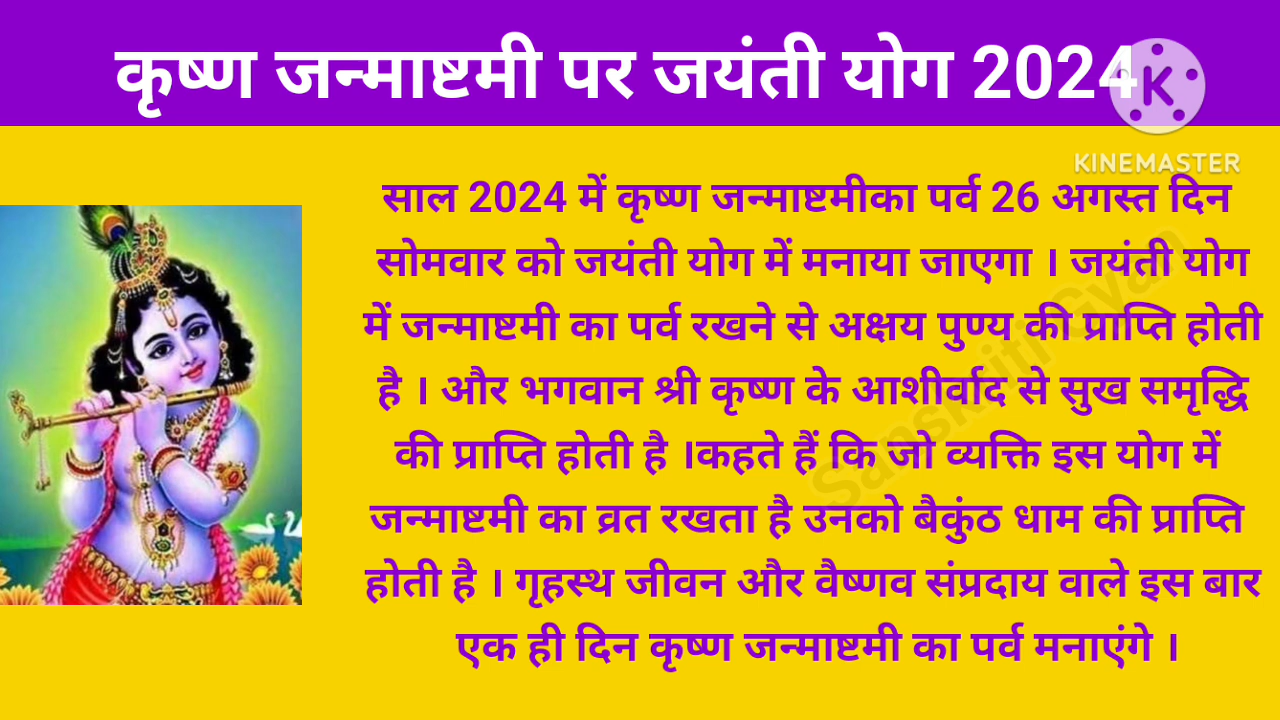 कृष्ण जन्माष्टमी पर जयंती योग 2024
K
KINEMASTER
साल 2024 में कृष्ण जन्माष्टमीका पर्व 26 अगस्त दिन
सोमवार को जयंती योग में मनाया जाएगा । जयंती योग
में जन्माष्टमी का पर्व रखने से अक्षय पुण्य की प्राप्ति होती
है । और भगवान श्री कृष्ण के आशीर्वाद से सुख समृद्धि
की प्राप्ति होती है ।कहते हैं कि जो व्यक्ति इस योग में
जन्माष्टमी का व्रत रखता है उनको बैकुंठ धाम की प्राप्ति
होती है । गृहस्थ जीवन और वैष्णव संप्रदाय वाले इस बार
एक ही दिन कृष्ण जन्माष्टमी का पर्व मनाएंगे ।
Sanskriti Gyan